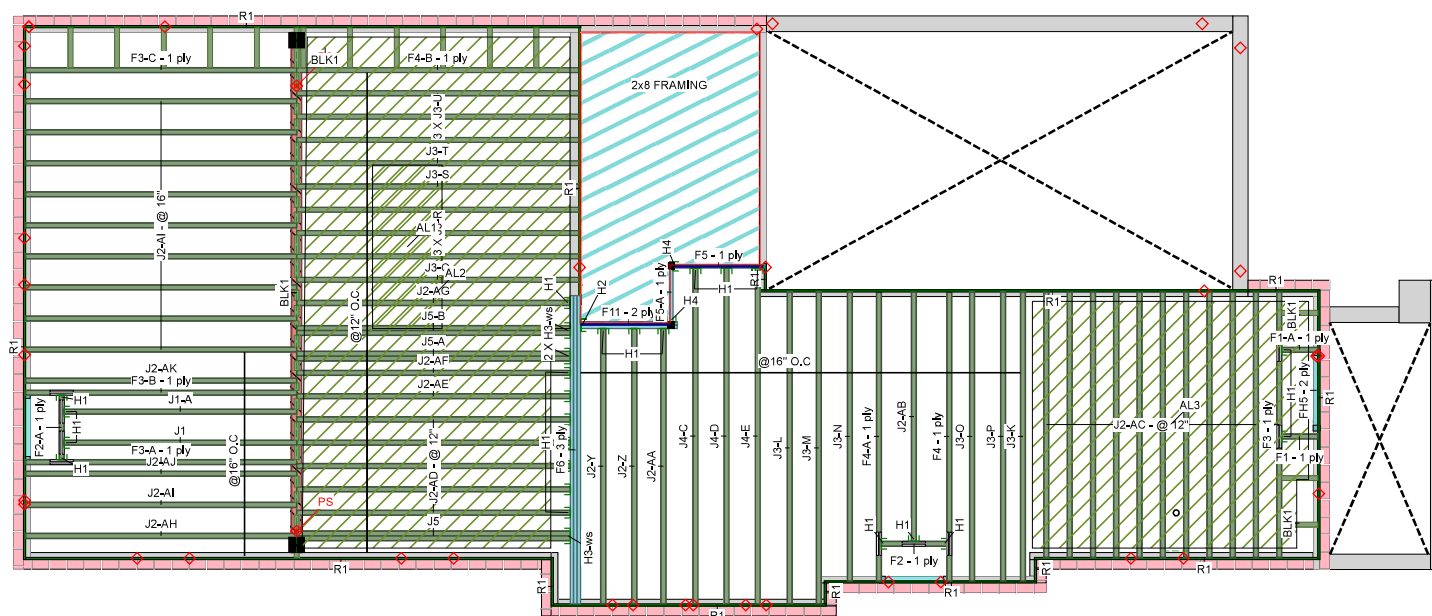 R1
F3-C - 1 ply
BLK1
F4-B - 1 ply
2x8 FRAMING
3 X J3-U
J3-T
J3-S
R1
J2-AI - @ 16"
AL12
J3-Q
AL2
J2-AG
J5-B
BLK1
@12" O.C
J5-A
J2-AF
J2-AE
H1
H2
2 X H3-ws
F11 - 2 ply
H1
H4
F5 - 1 ply
H1
R1
F5-A - 1 ply
H4
@16" O.C
R1
R1
R1
BLK1
F1-A - 1 ply
H1
FH5 - 2 ply
R1
R1
J2-AK
F3-B - 1 ply
H1
J1-A
F2-A - 1 ply
H1
J1
F3-A - 1 ply
J2-AJ
H1
@16" O.C
J2-AI
J2-AH
PS
J2-AD - @ 12"
J5
H1
F6 - 3 ply
H3-ws
J2-Y
J2-Z
J2-AA
J4-C
J4-D
J4-E
J3-L
J3-M
J3-N
F4-A - 1 ply
J2-AB
F4 - 1 ply
J3-O
J3-P
J3-K
AL3
J2-AC - @ 12"
F3 - 1 ply
F1 - 1 ply
BLK1
H1
H1
H1
F2 - 1 ply
R1
R1
R1
R1
R1
R1
R1